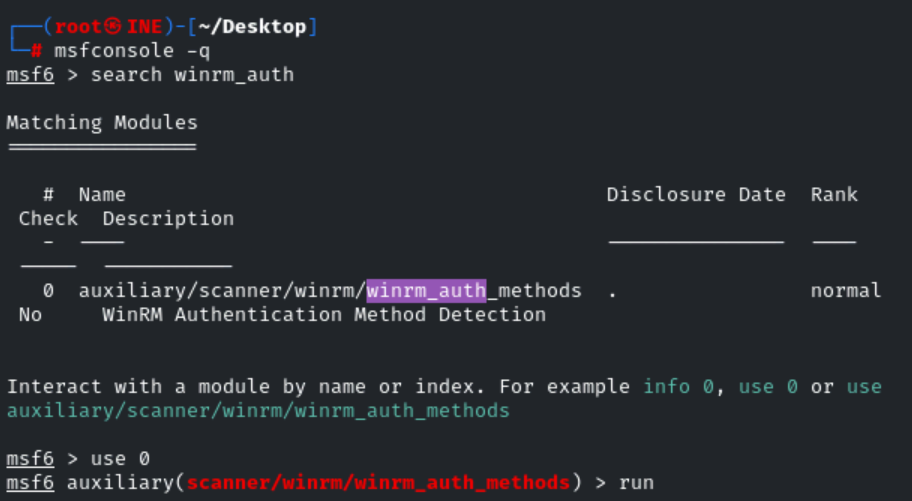 ┌──(root㉿INE)-[~/Desktop]
└─# msfconsole -q
msf6 > search winrm_auth
Matching Modules
================
# Name Disclosure Date Rank
Check Description
- ---- --------------- ----
----- -----------
0 auxiliary/scanner/winrm/winrm_auth_methods . normal
No WinRM Authentication Method Detection
Interact with a module by name or index. For example info 0, use 0 or use
auxiliary/scanner/winrm/winrm_auth_methods
msf6 > use 0
msf6 auxiliary(scanner/winrm/winrm_auth_methods) > run